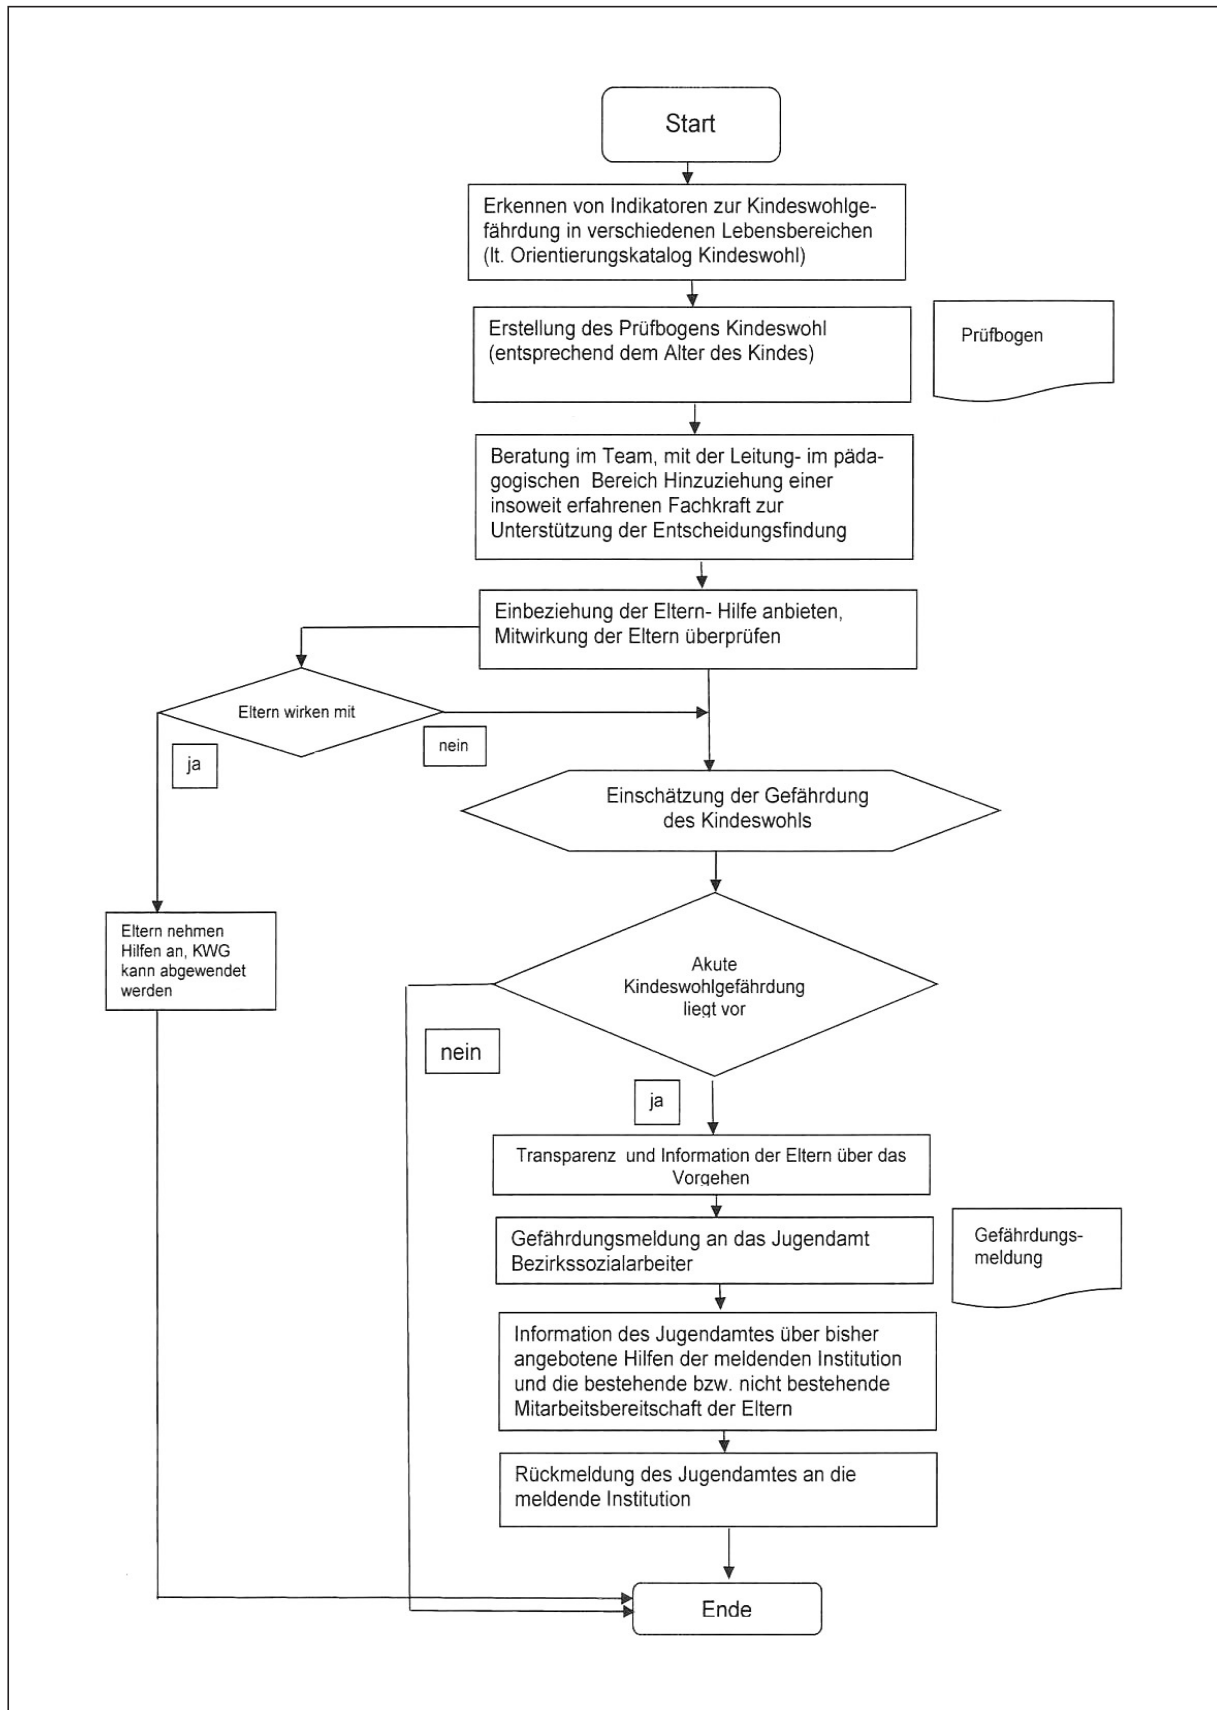 Start
Erkennen von Indikatoren zur Kindeswohlge-
fährdung in verschiedenen Lebensbereichen
(lt. Orientierungskatalog Kindeswohl)
Erstellung des Prüfbogens Kindeswohl
(entsprechend dem Alter des Kindes)
Prüfbogen
Beratung im Team, mit der Leitung- im päda-
gogischen Bereich Hinzuziehung einer
insoweit erfahrenen Fachkraft zur
Unterstützung der Entscheidungsfindung
Einbeziehung der Eltern- Hilfe anbieten,
Mitwirkung der Eltern überprüfen
Eltern wirken mit
nein
ja
Einschätzung der Gefährdung
des Kindeswohls
Eltern nehmen
Hilfen an, KWG
kann abgewendet
werden
Akute
Kindeswohlgefährdung
liegt vor
nein
ja
Transparenz und Information der Eltern über das
Vorgehen
Gefährdungsmeldung an das Jugendamt
Bezirkssozialarbeiter
Gefährdungs-
meldung
Information des Jugendamtes über bisher
angebotene Hilfen der meldenden Institution
und die bestehende bzw. nicht bestehende
Mitarbeitsbereitschaft der Eltern
Rückmeldung des Jugendamtes an die
meldende Institution
Ende